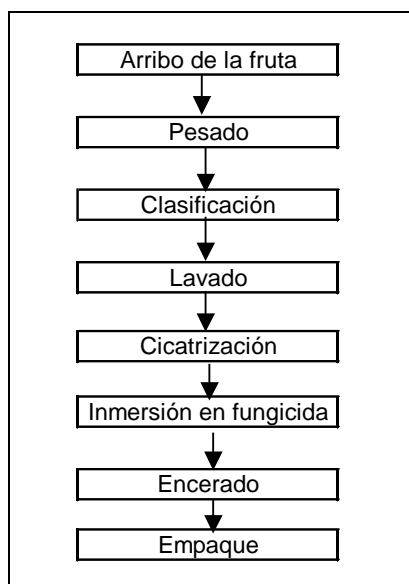 Arribo de la fruta
Pesado
Clasificación
Lavado
Cicatrización
Inmersión en fungicida
Encerado
Empaque